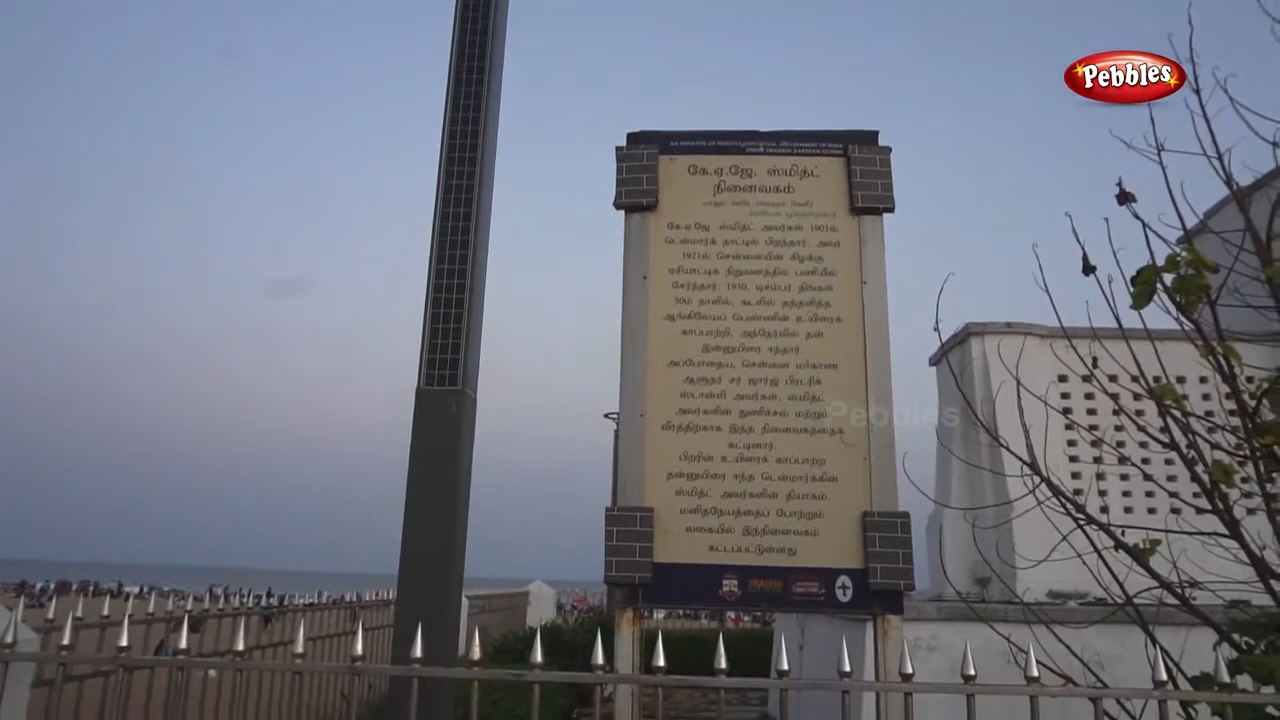 Pebbles
கே.ஏ.ஜே. ஸ்மித்ட்
நினைவகம்
கே.ஏ.ஜே. ஸ்மித்ட் அவர்கள் 1901ல்
டென்மார்க் நாட்டில் பிறந்தார். அவர்
1921ல் சென்னையின் கிழக்கு
ஏசியாட்டிக் நிறுவனத்தில் பணியில்
சேர்ந்தார். 1930, டிசம்பர் திங்கள்
30ம் நாளில், கடலில் தத்தளித்த
ஆங்கிலேயப் பெண்ணின் உயிரைக்
காப்பாற்றி, அந்நேரவில் தன்
இன்னுயிரை ஈந்தார்.
அப்போதைய, சென்னை மாகாண
ஆளுநர் சர் ஜார்ஜ் பிரடரிக்
ஸ்டான்லி அவர்கள், ஸ்மித்ட்
அவர்களின் துணிச்சல் மற்றும்
வீரத்திற்காக இந்த நினைவகத்தைக்
கட்டினார்.
பிறரின் உயிரைக் காப்பாற்ற
தன்னுயிரை ஈந்த டென்மார்க்கின்
ஸ்மித்ட் அவர்களின் தியாகம்,
மனிதநேயத்தைப் போற்றும்
வகையில் இந்நினைவகம்
கட்டப்பட்டுள்ளது
Pebbles